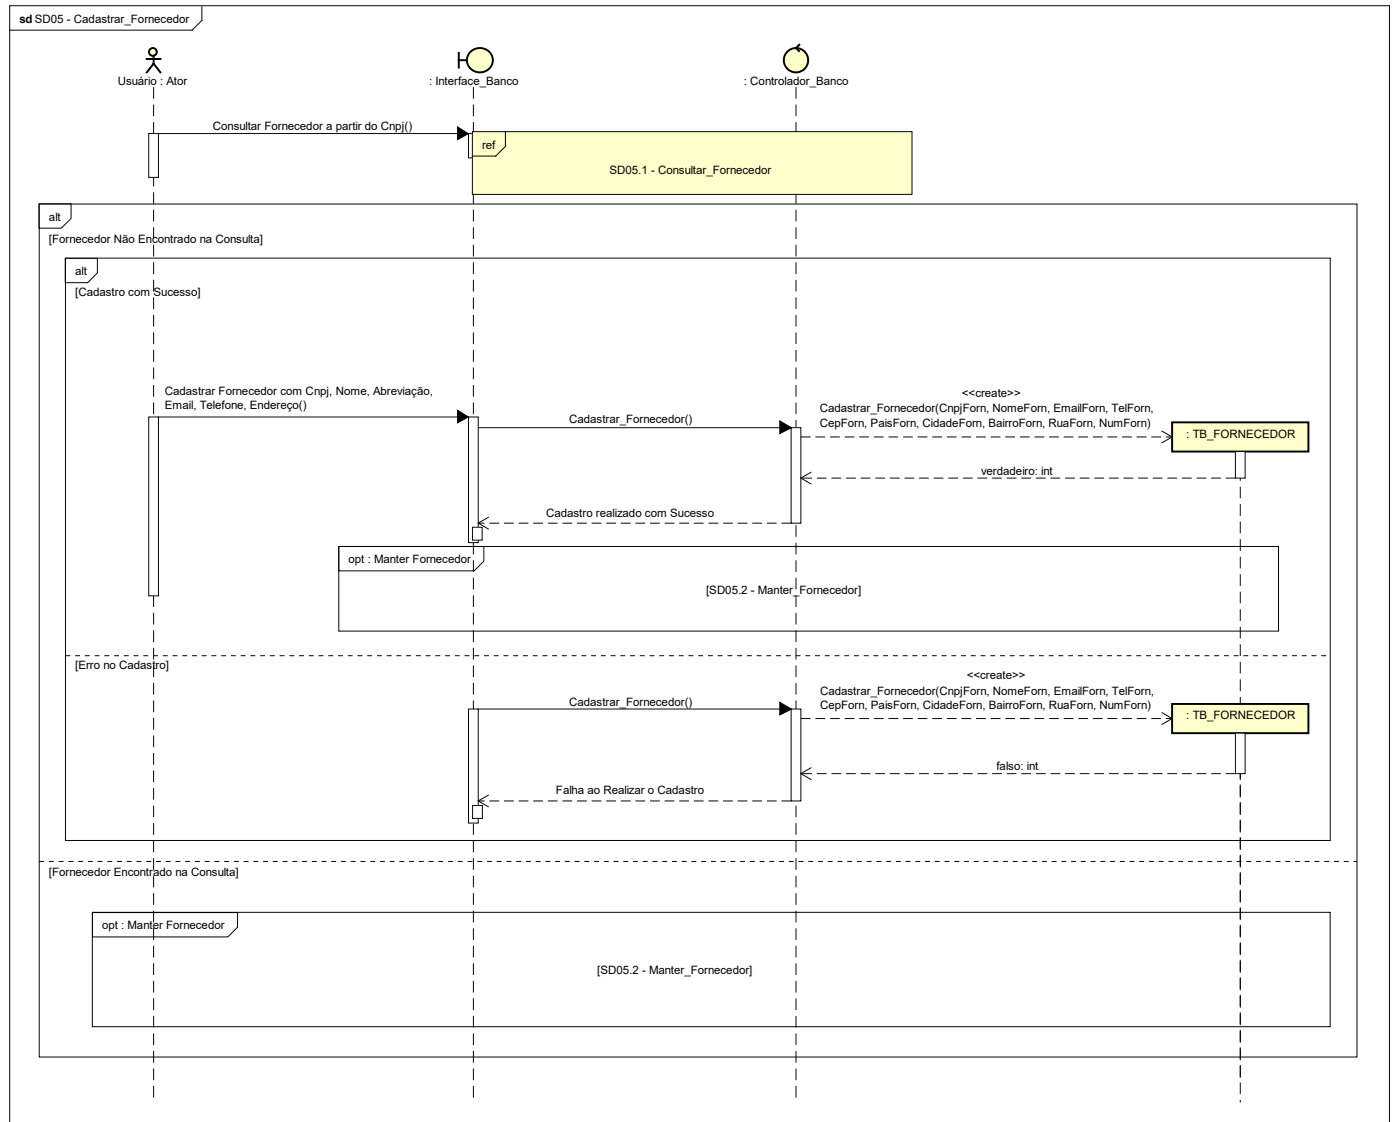 sd SD05 - Cadastrar_Fornecedor
Usuário : Ator
: Interface_Banco
: Controlador_Banco
Consultar Fornecedor a partir do Cnpj()
ref
SD05.1 - Consultar_Fornecedor
alt
[Fornecedor Não Encontrado na Consulta]
alt
[Cadastro com Sucesso]
Cadastrar Fornecedor com Cnpj, Nome, Abreviação,
Email, Telefone, Endereço()
Cadastrar_Fornecedor()
<<create>>
Cadastrar_Fornecedor(CnpjForn, NomeForn, EmailForn, TelForn,
CepForn, PaisForn, CidadeForn, BairroForn, RuaForn, NumForn)
: TB_FORNECEDOR
verdadeiro: int
Cadastro realizado com Sucesso
opt : Manter Fornecedor
[SD05.2 - Manter_Fornecedor]
[Erro no Cadastro]
Cadastrar_Fornecedor()
<<create>>
Cadastrar_Fornecedor(CnpjForn, NomeForn, EmailForn, TelForn,
CepForn, PaisForn, CidadeForn, BairroForn, RuaForn, NumForn)
: TB_FORNECEDOR
falso: int
Falha ao Realizar o Cadastro
[Fornecedor Encontrado na Consulta]
opt : Manter Fornecedor
[SD05.2 - Manter_Fornecedor]